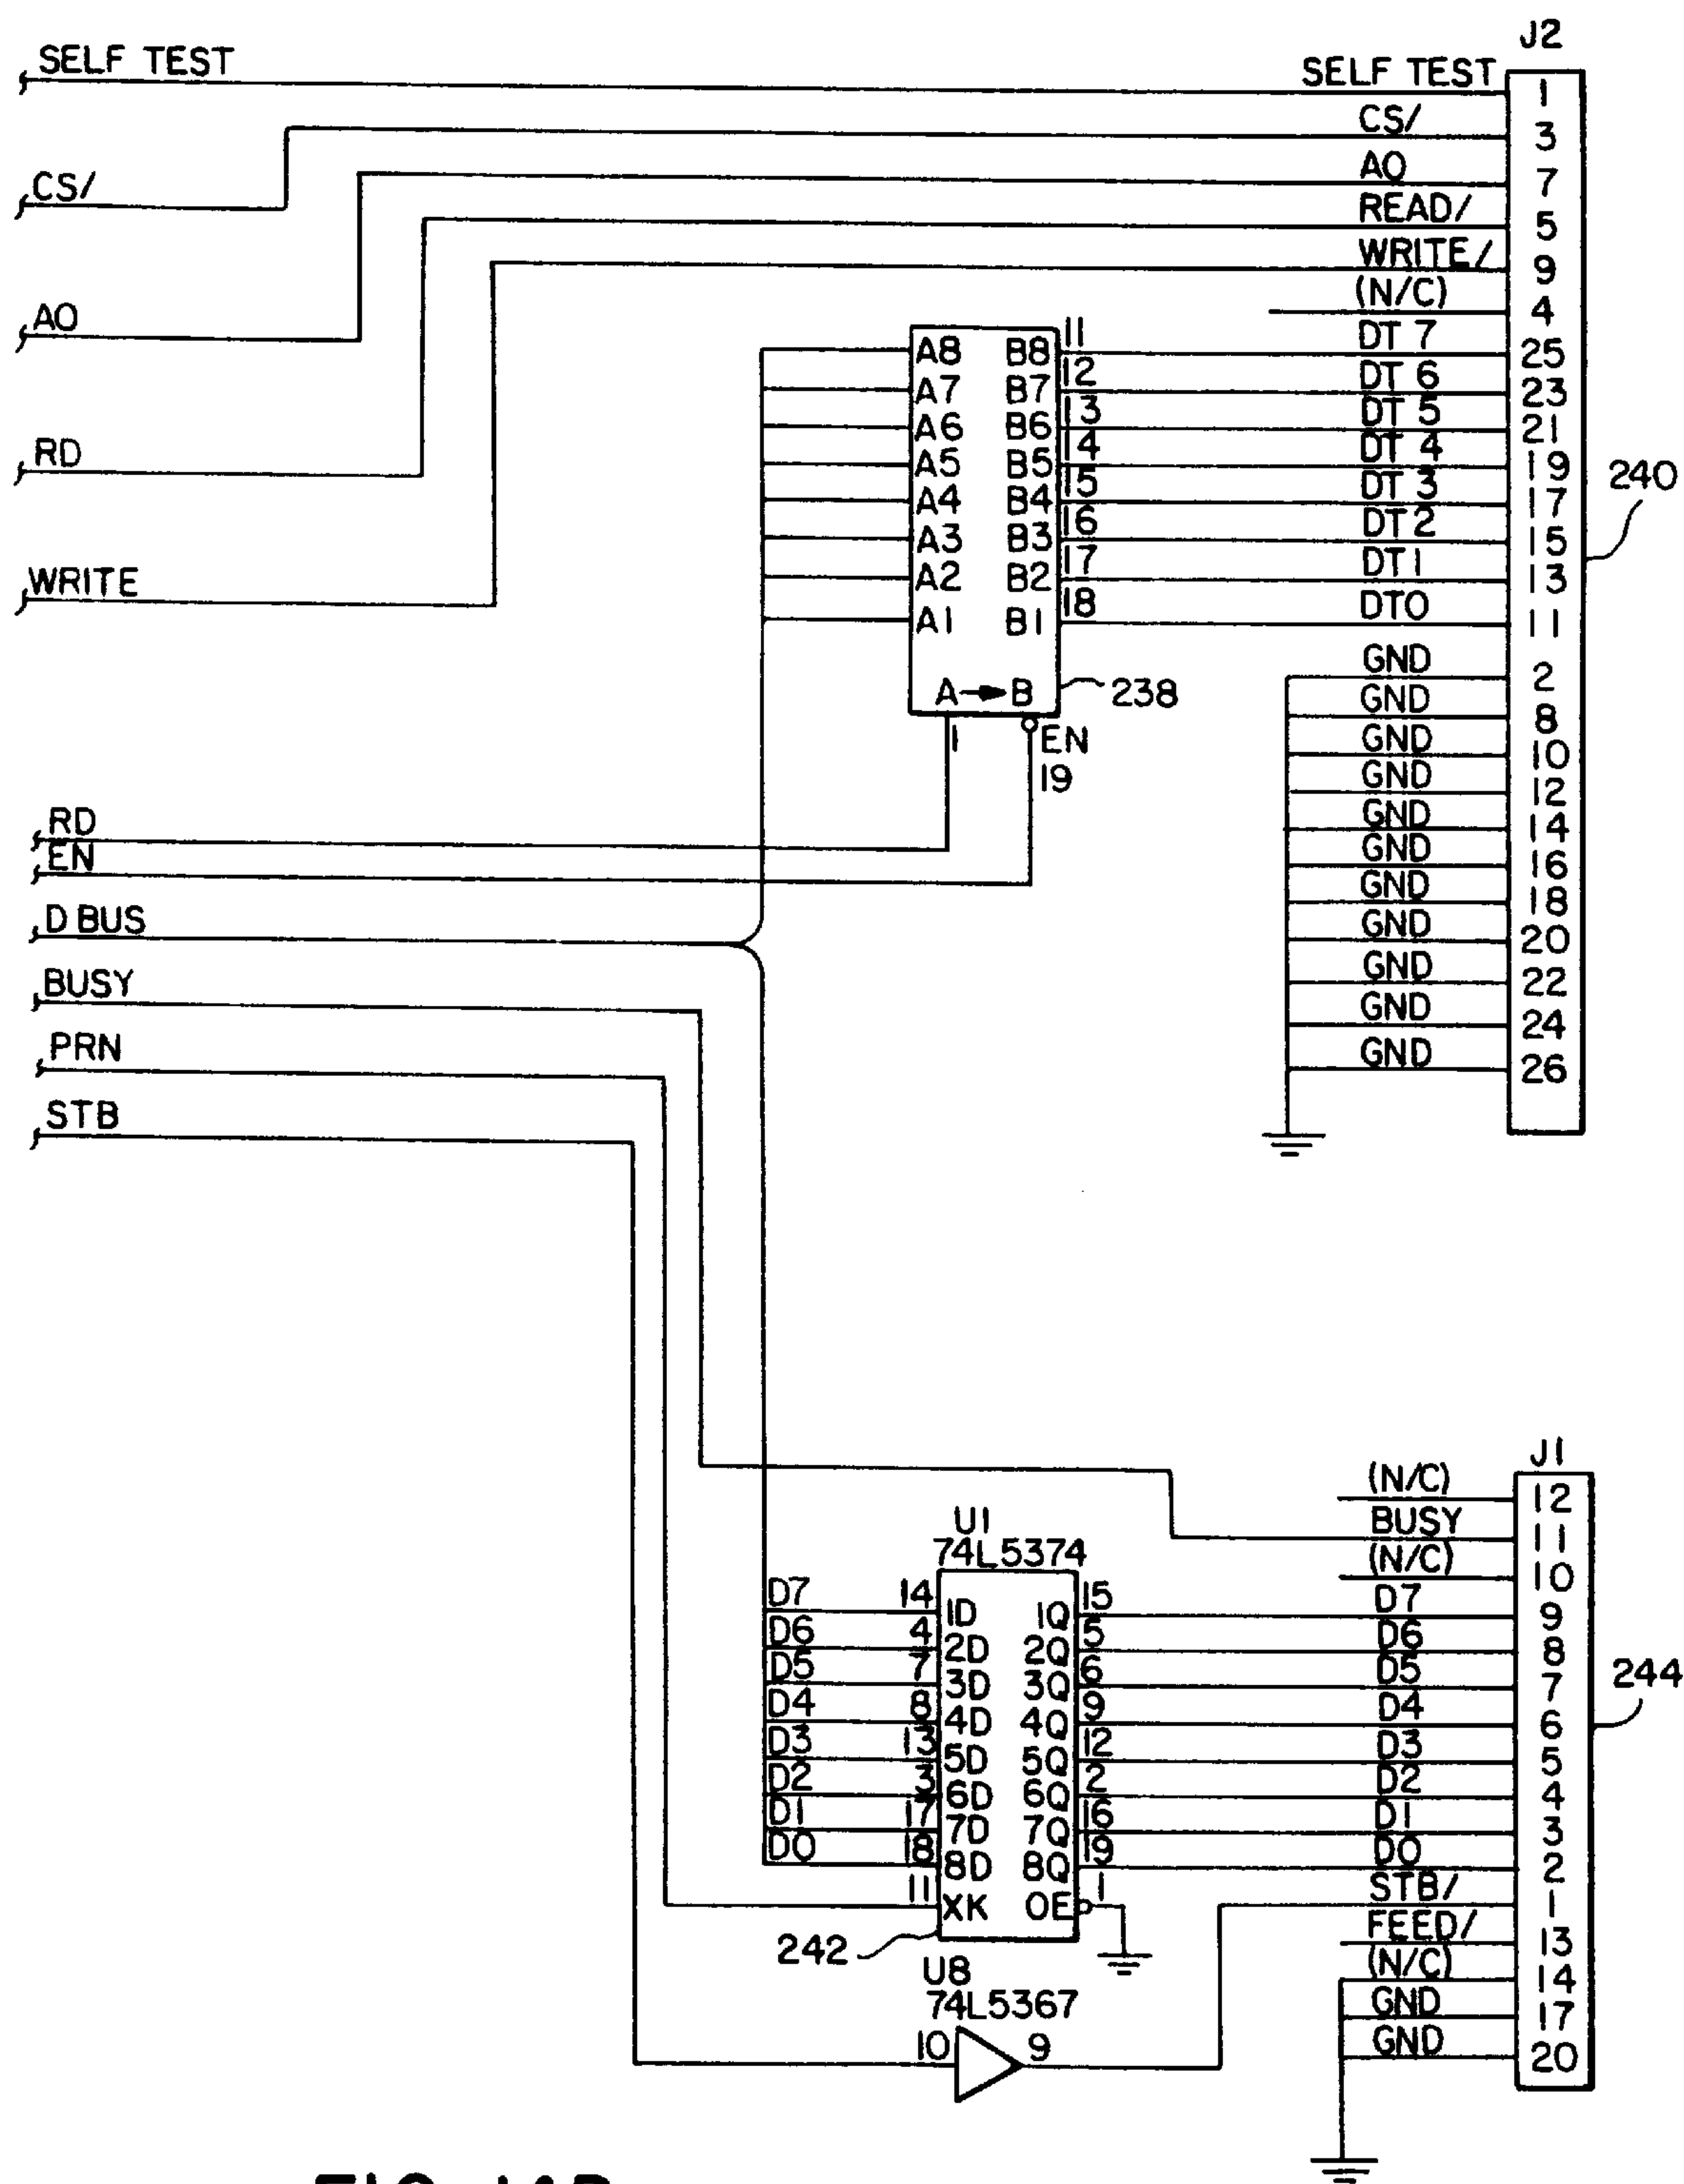 J2
SELF TEST SELF TEST 1
CS/ 3
CS/ AO 7
READ/ 5
WRITE/ 9
AO (N/C) 4
A8 B8 11 DT 7 25
A7 B7 12 DT 6 23
A6 B6 13 DT 5 21
RD A5 B5 14 DT 4 19
A4 B4 15 DT 3 17
240
A3 B3 16 DT 2 15
WRITE A2 B2 17 DT1 13
A1 B1 18 DTO 11
GND 2
A B 238
GND 8
1 EN GND 10
19 GND 12
RD GND 14
EN GND 16
GND 18
D BUS GND 20
BUSY GND 22
GND 24
PRN GND 26
STB
J1
(N/C) 12
U1 BUSY 11
74L5374 (N/C) 10
D7 14 1D 1Q 15 D7 9
D6 4 2D 2Q 5 D6 8
D5 7 3D 3Q 6 D5 7
244
D4 8 4D 4Q 9 D4 6
D3 13 5D 5Q 12 D3 5
D2 3 6D 6Q 2 D2 4
D1 17 7D 7Q 16 D1 3
D0 18 8D 8Q 19 D0 2
11 XK OE 1 STB/ 1
242 FEED/ 13
U8 (N/C) 14
74L5367 GND 17
10 9 GND 20